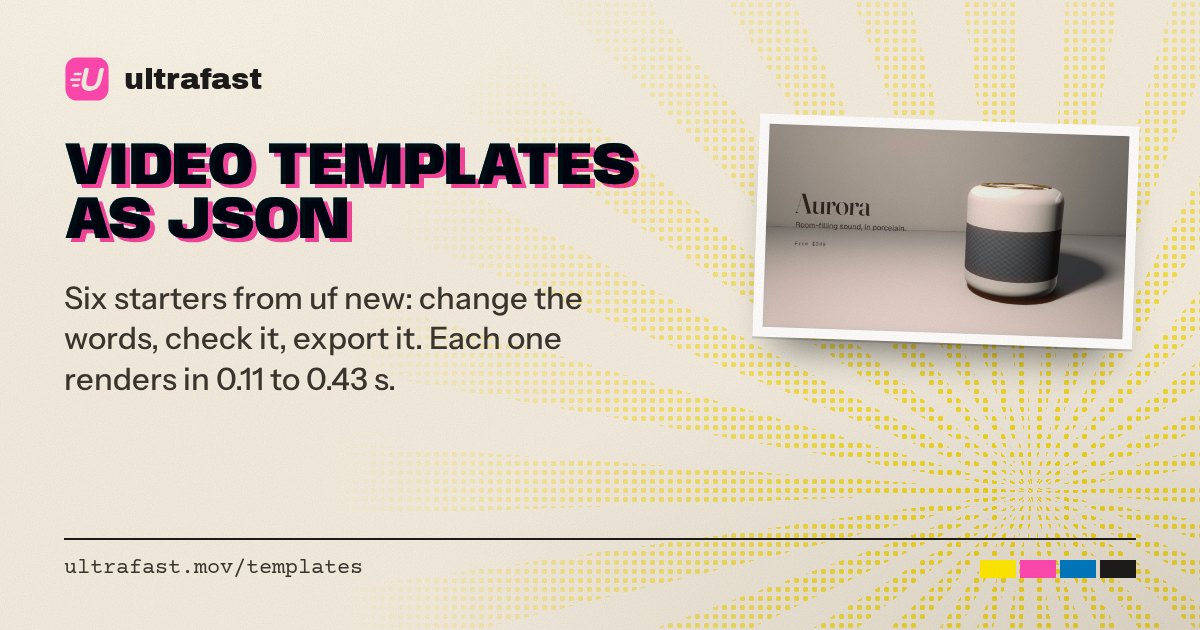 ultrafast
VIDEO TEMPLATES
AS JSON
Six starters from uf new: change the
words, check it, export it. Each one
renders in 0.11 to 0.43 s.
Aurora
Room-filling sound, in porcelain.
ultrafast.mov/templates